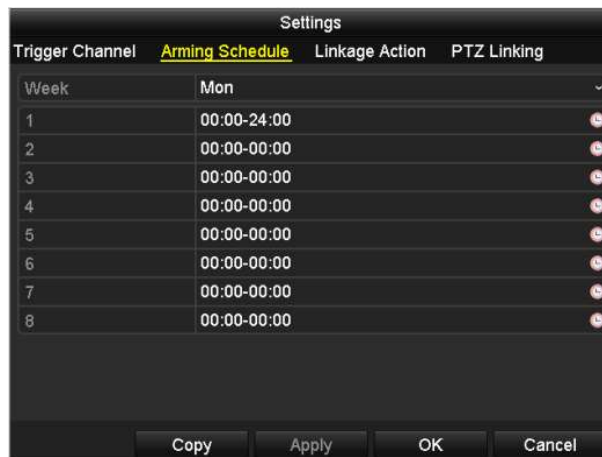 Settings
Trigger Channel Arming Schedule Linkage Action PTZ Linking
Week Mon
1 00:00-24:00
2 00:00-00:00
3 00:00-00:00
4 00:00-00:00
5 00:00-00:00
6 00:00-00:00
7 00:00-00:00
8 00:00-00:00
Copy Apply OK Cancel